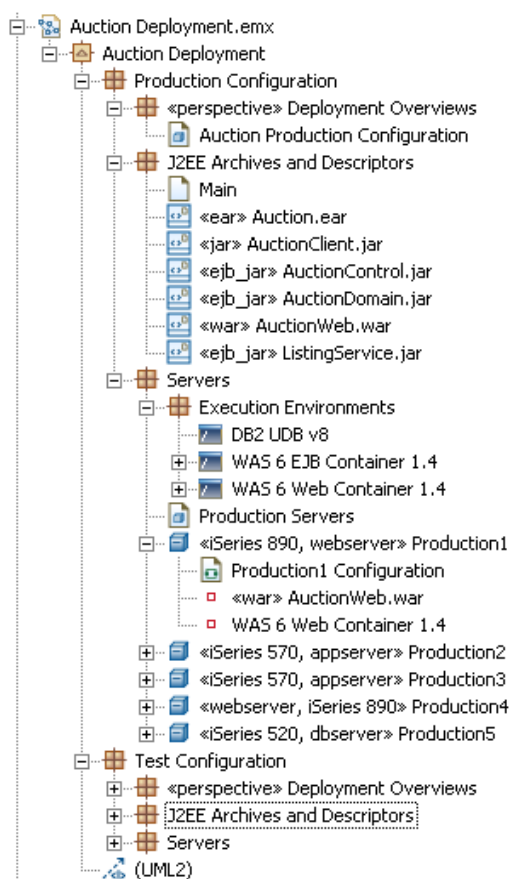 Auction Deployment.emx
Auction Deployment
Production Configuration
«perspective» Deployment Overviews
Auction Production Configuration
J2EE Archives and Descriptors
Main
«ear» Auction.ear
«jar» AuctionClient.jar
«ejb_jar» AuctionControl.jar
«ejb_jar» AuctionDomain.jar
«war» AuctionWeb.war
«ejb_jar» ListingService.jar
Servers
Execution Environments
DB2 UDB v8
WAS 6 EJB Container 1.4
WAS 6 Web Container 1.4
Production Servers
«iSeries 890, webserver» Production1
Production1 Configuration
«war» AuctionWeb.war
WAS 6 Web Container 1.4
«iSeries 570, appserver» Production2
«iSeries 570, appserver» Production3
«webserver, iSeries 890» Production4
«iSeries 520, dbserver» Production5
Test Configuration
«perspective» Deployment Overviews
J2EE Archives and Descriptors
Servers
(UML2)